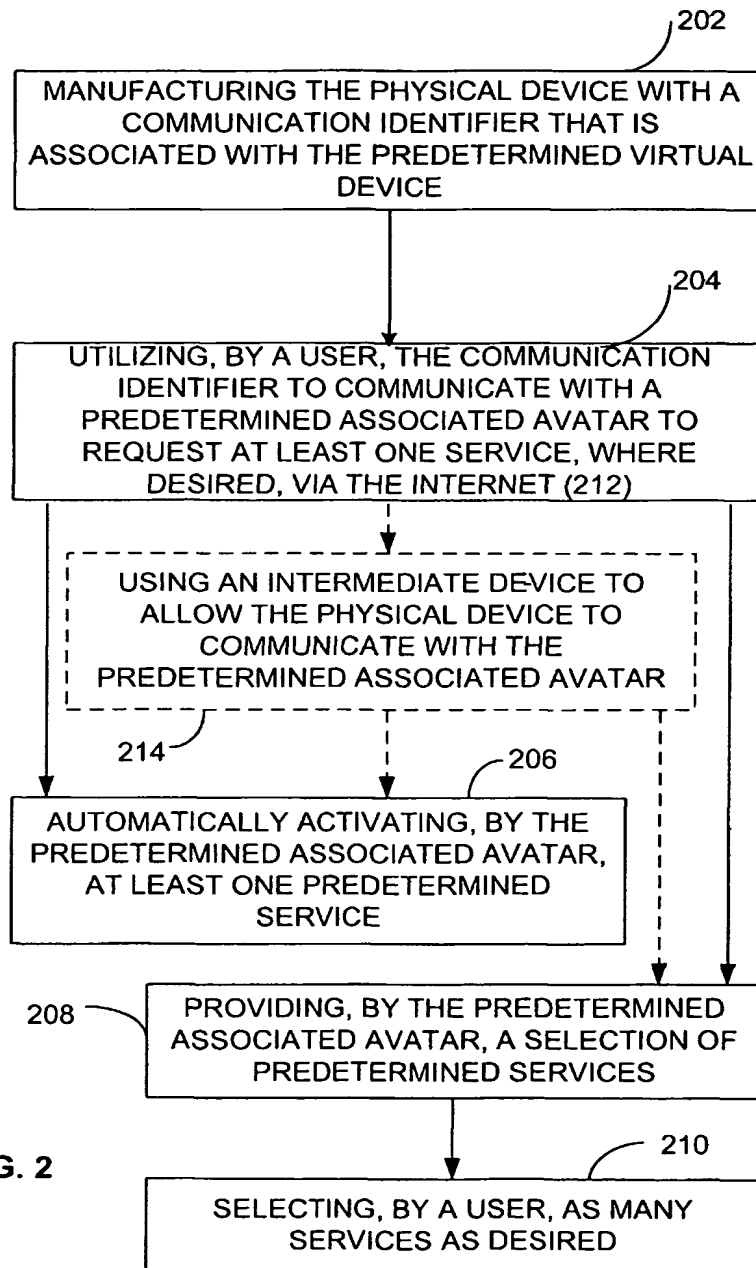 202
MANUFACTURING THE PHYSICAL DEVICE WITH A
COMMUNICATION IDENTIFIER THAT IS
ASSOCIATED WITH THE PREDETERMINED VIRTUAL
DEVICE
204
UTILIZING, BY A USER, THE COMMUNICATION
IDENTIFIER TO COMMUNICATE WITH A
PREDETERMINED ASSOCIATED AVATAR TO
REQUEST AT LEAST ONE SERVICE, WHERE
DESIRED, VIA THE INTERNET (212)
USING AN INTERMEDIATE DEVICE TO
ALLOW THE PHYSICAL DEVICE TO
COMMUNICATE WITH THE
PREDETERMINED ASSOCIATED AVATAR
214
206
AUTOMATICALLY ACTIVATING, BY THE
PREDETERMINED ASSOCIATED AVATAR,
AT LEAST ONE PREDETERMINED
SERVICE
208
PROVIDING, BY THE PREDETERMINED
ASSOCIATED AVATAR, A SELECTION OF
PREDETERMINED SERVICES
210
G. 2
SELECTING, BY A USER, AS MANY
SERVICES AS DESIRED